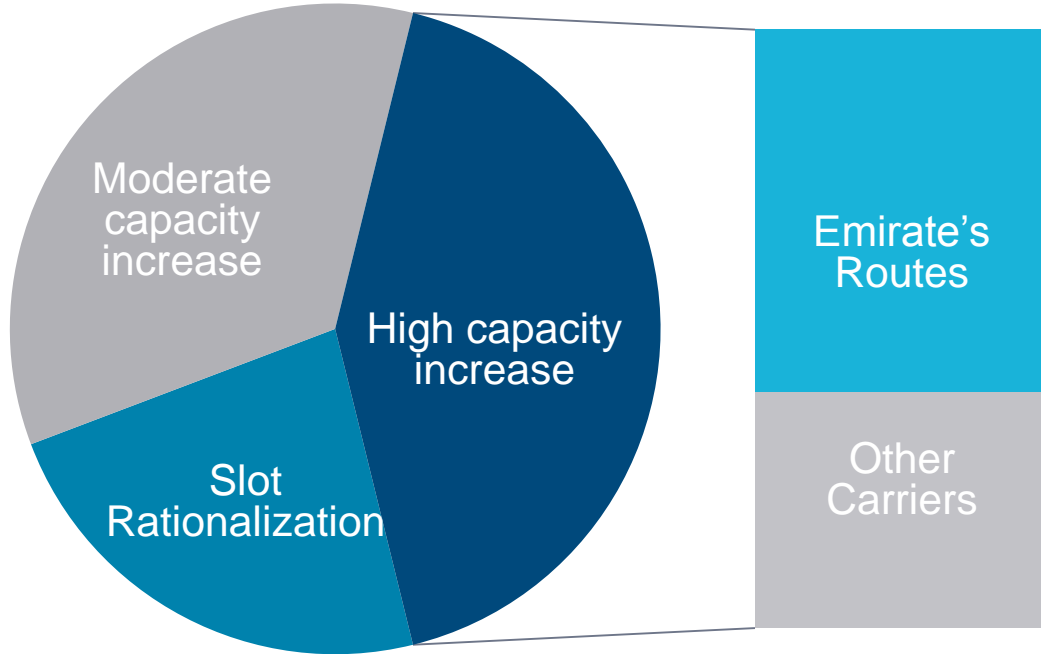 Moderate
capacity
increase
High capacity
increase
Slot
Rationalization
Emirate’s
Routes
Other
Carriers